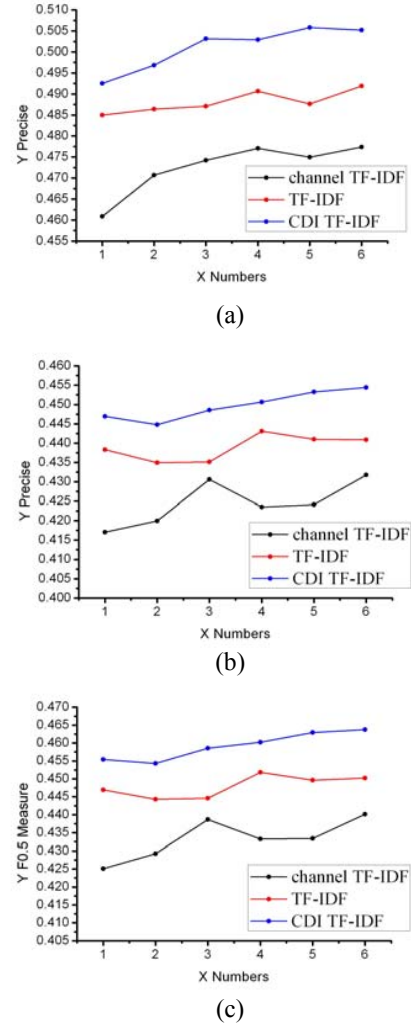 0.510
0.505
0.500
0.495
0.490
0.485
0.480
0.475
0.470
0.465
0.460
0.455
Y Precise
channel TF-IDF
TF-IDF
CDI TF-IDF
1 2 3 4 5 6
X Numbers
(a)
0.460
0.455
0.450
0.445
0.440
0.435
0.430
0.425
0.420
0.415
0.410
0.405
0.400
Y Precise
channel TF-IDF
TF-IDF
CDI TF-IDF
1 2 3 4 5 6
X Numbers
(b)
0.470
0.465
0.460
0.455
0.450
0.445
0.440
0.435
0.430
0.425
0.420
0.415
0.410
0.405
Y F0.5 Measure
channel TF-IDF
TF-IDF
CDI TF-IDF
1 2 3 4 5 6
X Numbers
(c)